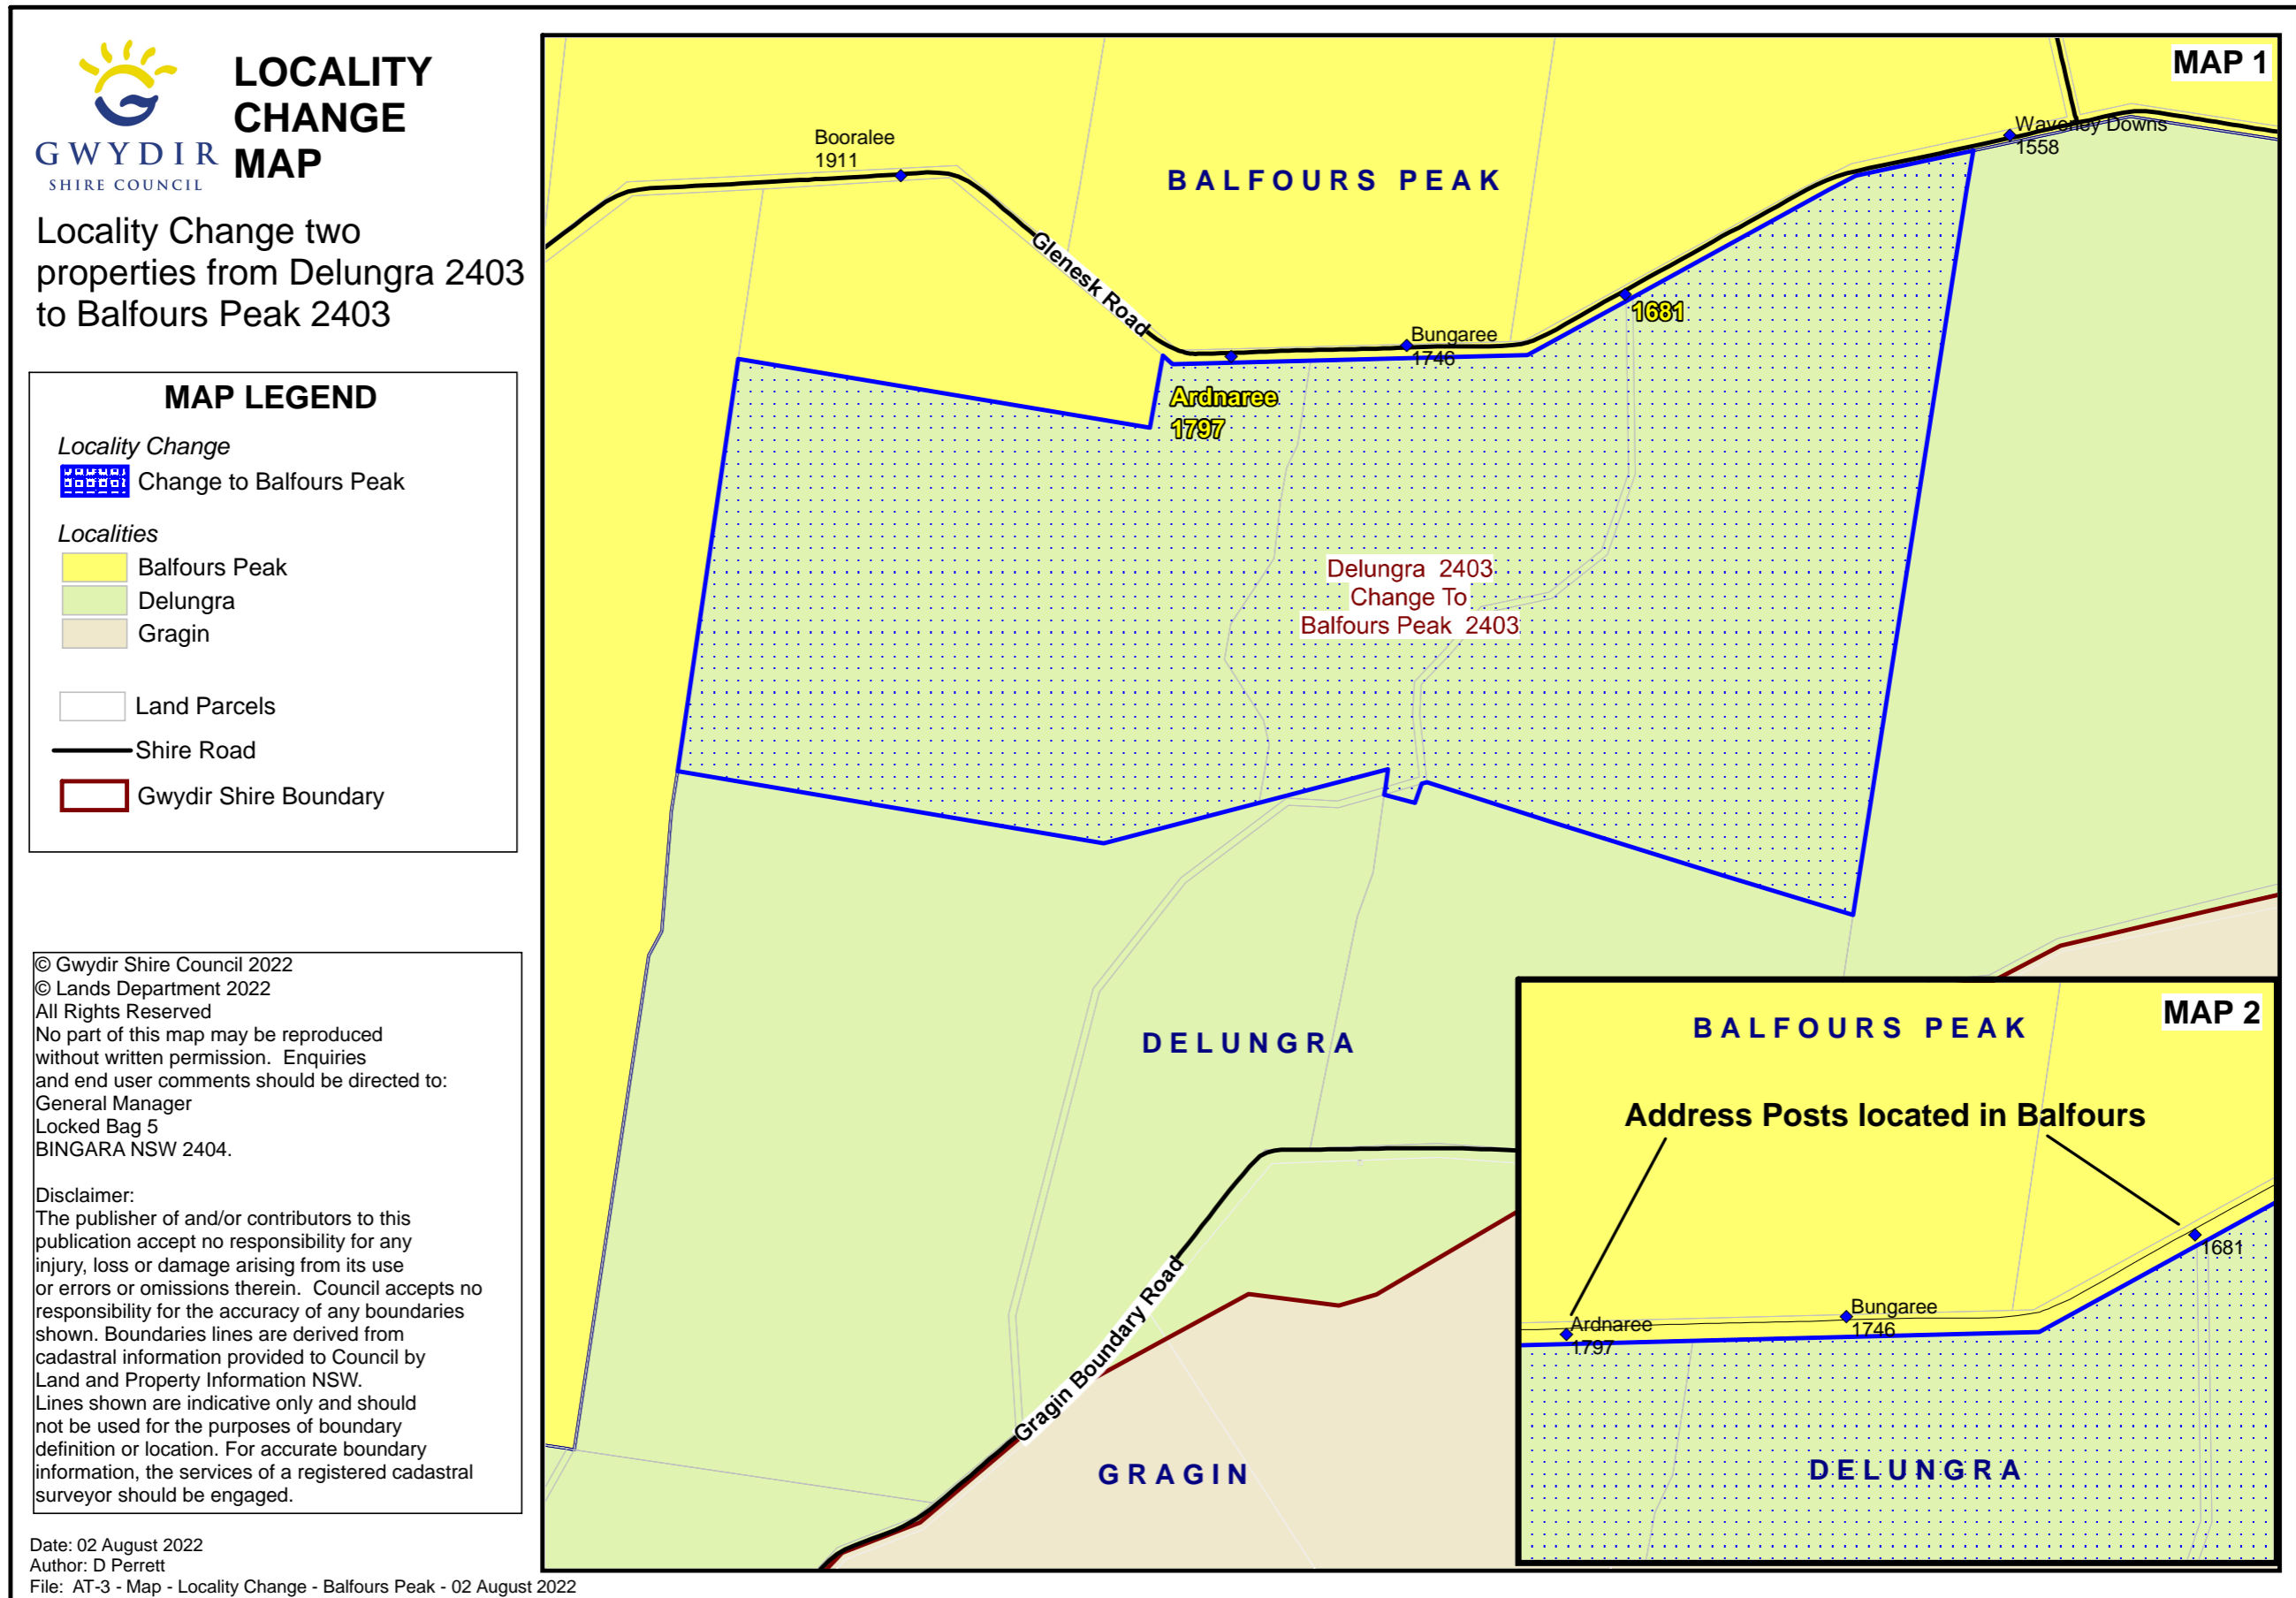 GWYDIR
SHIRE COUNCIL
LOCALITY
CHANGE
MAP
Locality Change two
properties from Delungra 2403
to Balfours Peak 2403
MAP LEGEND
Locality Change
Change to Balfours Peak
Localities
Balfours Peak
Delungra
Gragin
Land Parcels
Shire Road
Gwydir Shire Boundary
© Gwydir Shire Council 2022
© Lands Department 2022
All Rights Reserved
No part of this map may be reproduced
without written permission.  Enquiries
and end user comments should be directed to:
General Manager
Locked Bag 5
BINGARA NSW 2404.
Disclaimer:
The publisher of and/or contributors to this
publication accept no responsibility for any
injury, loss or damage arising from its use
or errors or omissions therein.  Council accepts no
responsibility for the accuracy of any boundaries
shown. Boundaries lines are derived from
cadastral information provided to Council by
Land and Property Information NSW.
Lines shown are indicative only and should
not be used for the purposes of boundary
definition or location. For accurate boundary
information, the services of a registered cadastral
surveyor should be engaged.
Date: 02 August 2022
Author: D Perrett
File:  AT-3 - Map - Locality Change - Balfours Peak - 02 August 2022
MAP 1
Booralee
1911
BALFOURS PEAK
Waveney Downs
1558
Glenesk Road
1681
Bungaree
1746
Ardnaree
1797
Delungra  2403
Change To
Balfours Peak  2403
DELUNGRA
Gragin Boundary Road
GRAGIN
MAP 2
BALFOURS PEAK
Address Posts located in Balfours
1681
Bungaree
1746
Ardnaree
1797
DELUNGRA